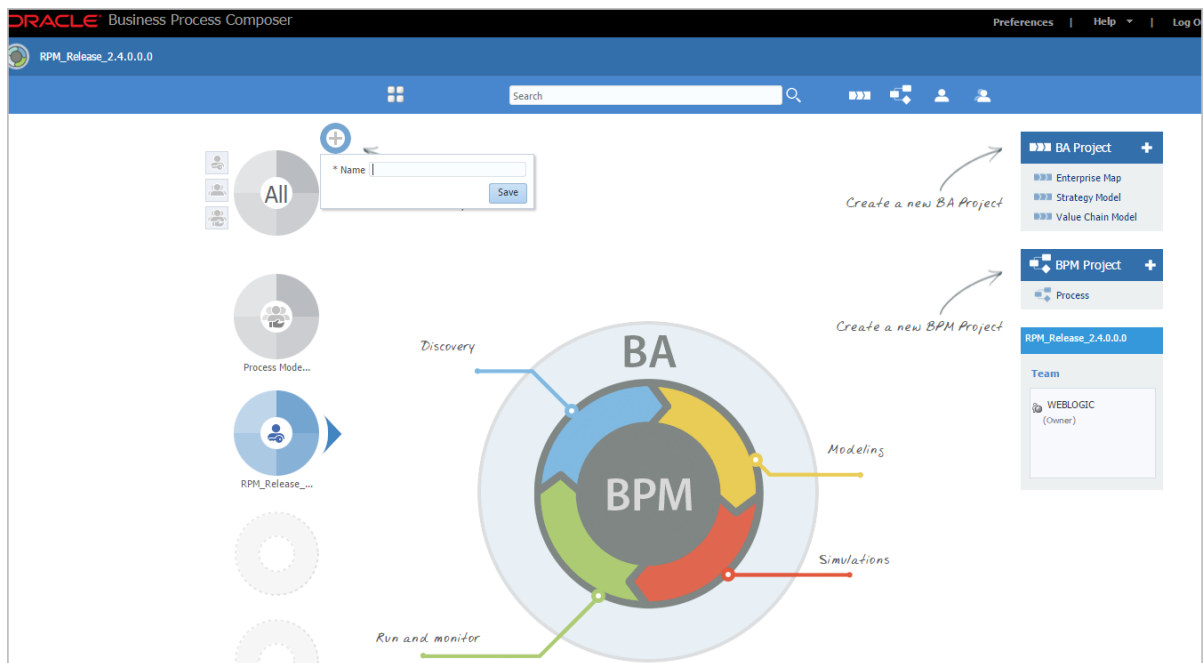 ORACLE Business Process Composer
Preferences | Help | Log O
RPM_Release_2.4.0.0.0
Search
* Name
Save
All
Process Mode...
RPM_Release_...
Create a new BA Project
Create a new BPM Project
BA Project
Enterprise Map
Strategy Model
Value Chain Model
BPM Project
Process
RPM_Release_2.4.0.0.0
Team
WEBLOGIC
(Owner)
Discovery
BA
BPM
Modeling
Simulations
Run and monitor